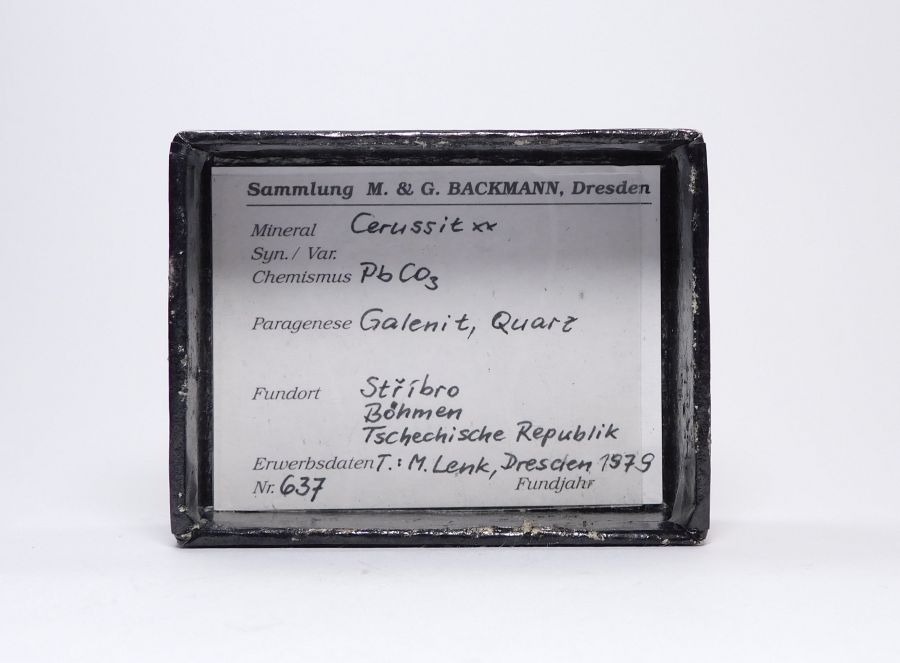 Sammlung M. & G. BACKMANN, Dresden
Mineral Cerussit xx
Syn./ Var.
Chemismus PbCO₃
Paragenese Galenit, Quarz
Fundort Stříbro
Böhmen
Tschechische Republik
Erwerbsdaten T.: M. Lenk, Dresden 1979
Nr. 637 Fundjahr